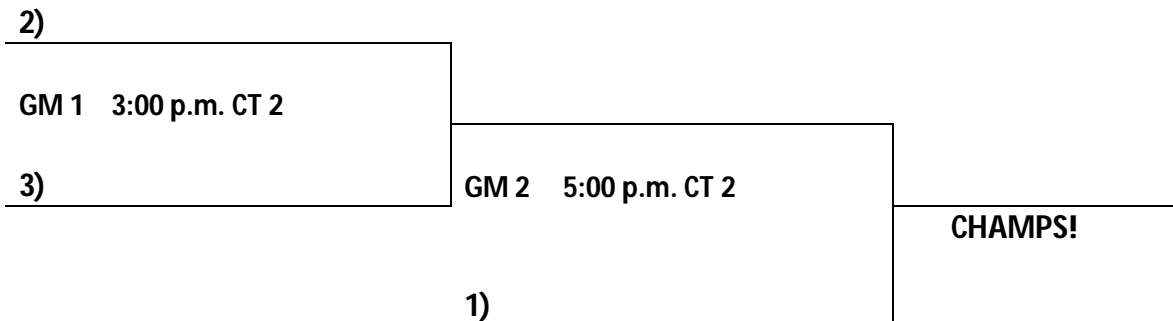 2)
GM 1 3:00 p.m. CT 2
3)
GM 2 5:00 p.m. CT 2
CHAMPS!
1)